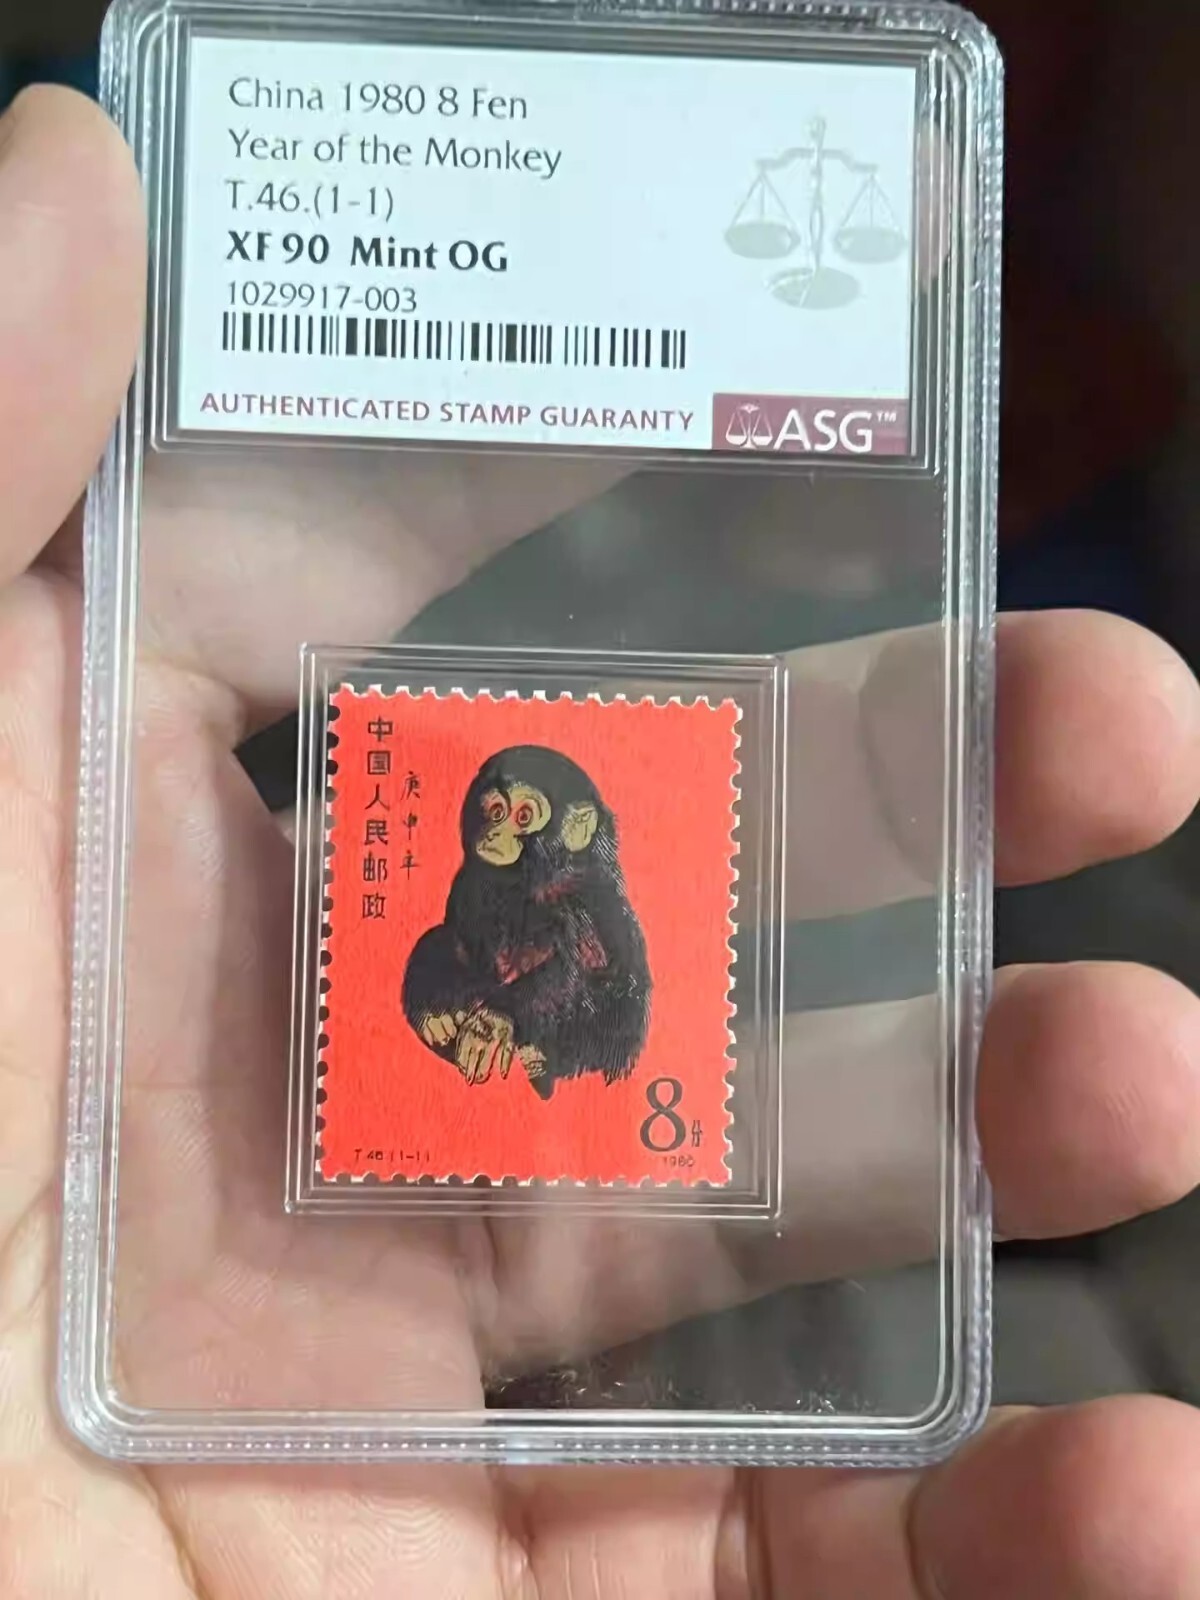 China 1980 8 Fen
Year of the Monkey
T.46.(1-1)
XF 90 Mint OG
1029917-003
AUTHENTICATED STAMP GUARANTY
ASG™
中国人民邮政
庚申年
8分
T.46.(1-1)
1980